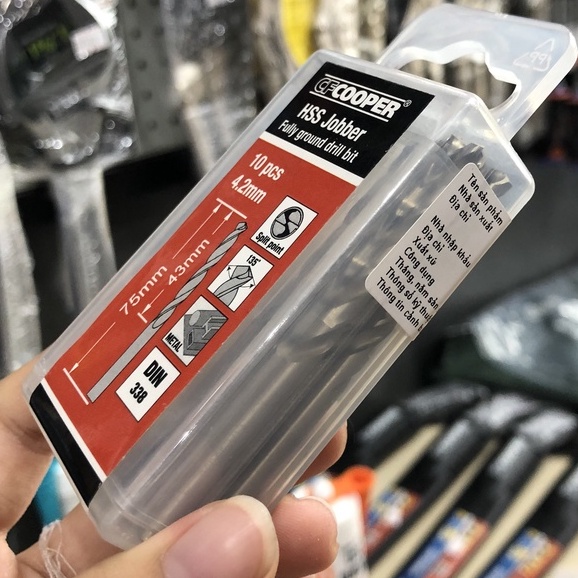 CFCOOPER®
HSS Jobber
Fully ground drill bit
10 pcs
4.2mm
75mm
43mm
Split point
135°
METAL
DIN
338
Tên sản phẩm
Nhà sản xuất
Địa chỉ
Nhà nhập khẩu
Địa chỉ
Xuất xứ
Công dụng
Tháng, năm sản
Thông số kỹ thuật
Thông tin cảnh
PP